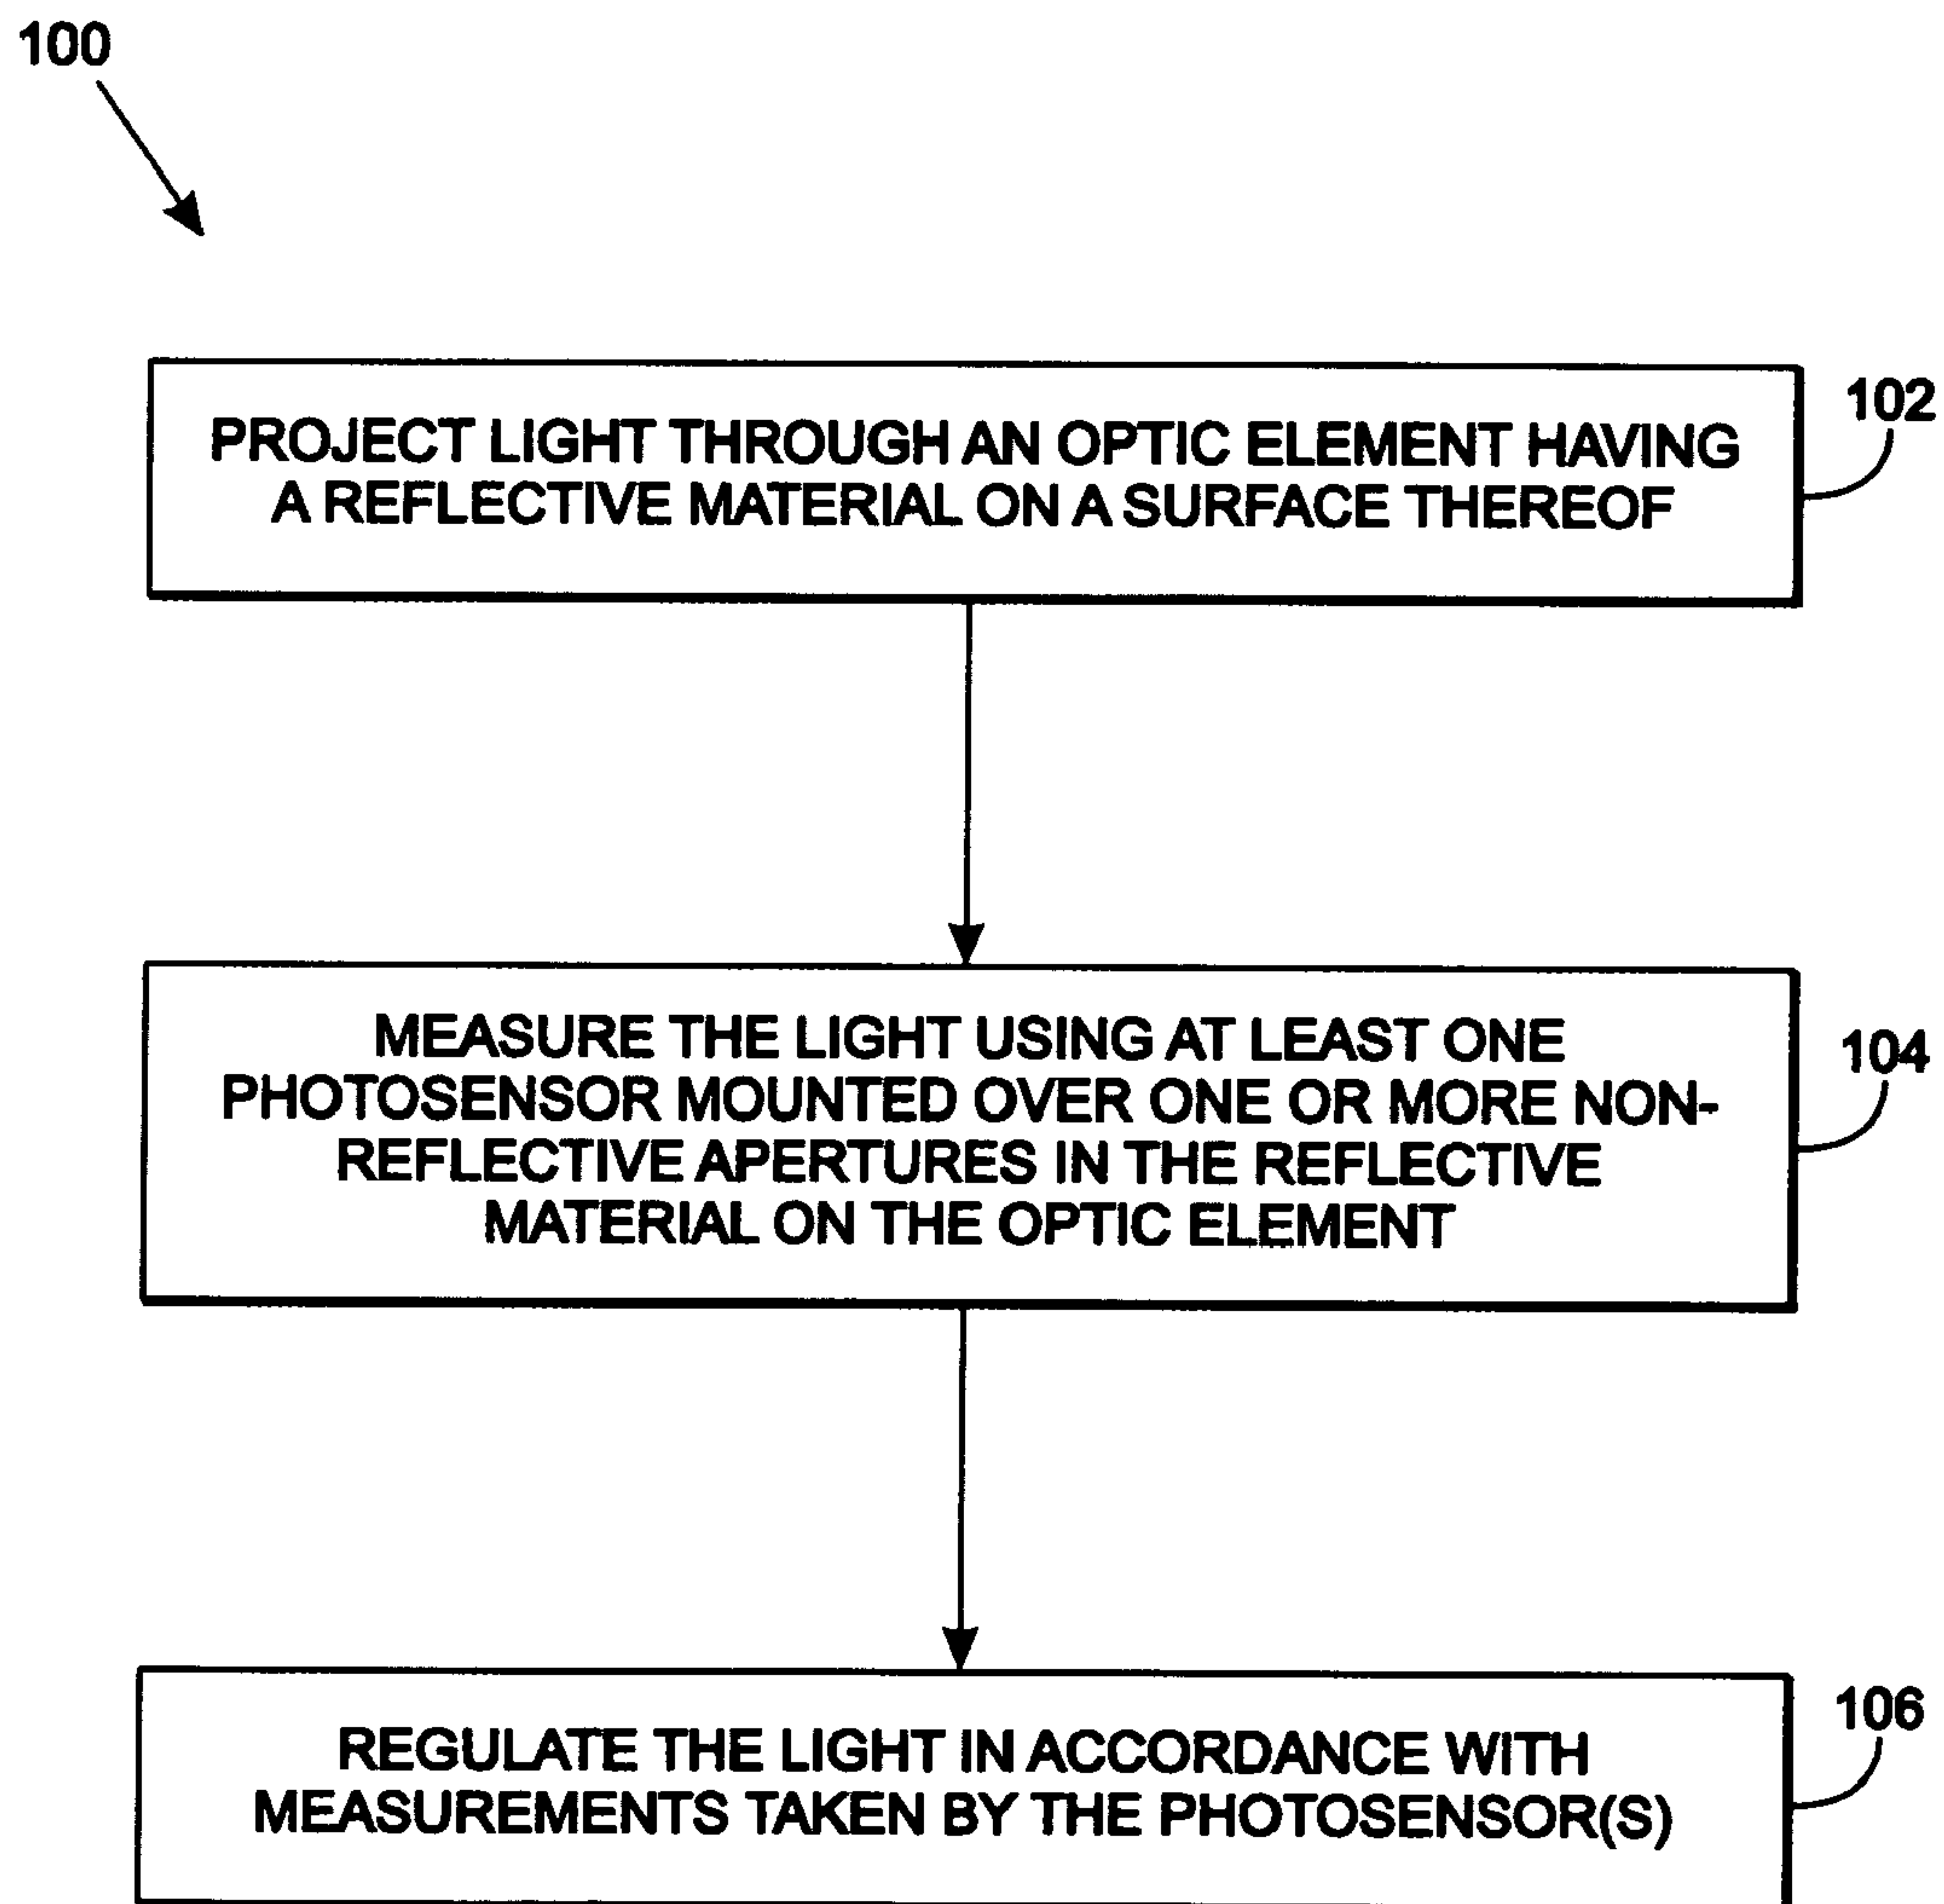 100
102
PROJECT LIGHT THROUGH AN OPTIC ELEMENT HAVING
A REFLECTIVE MATERIAL ON A SURFACE THEREOF
104
MEASURE THE LIGHT USING AT LEAST ONE
PHOTOSENSOR MOUNTED OVER ONE OR MORE NON-
REFLECTIVE APERTURES IN THE REFLECTIVE
MATERIAL ON THE OPTIC ELEMENT
106
REGULATE THE LIGHT IN ACCORDANCE WITH
MEASUREMENTS TAKEN BY THE PHOTOSENSOR(S)